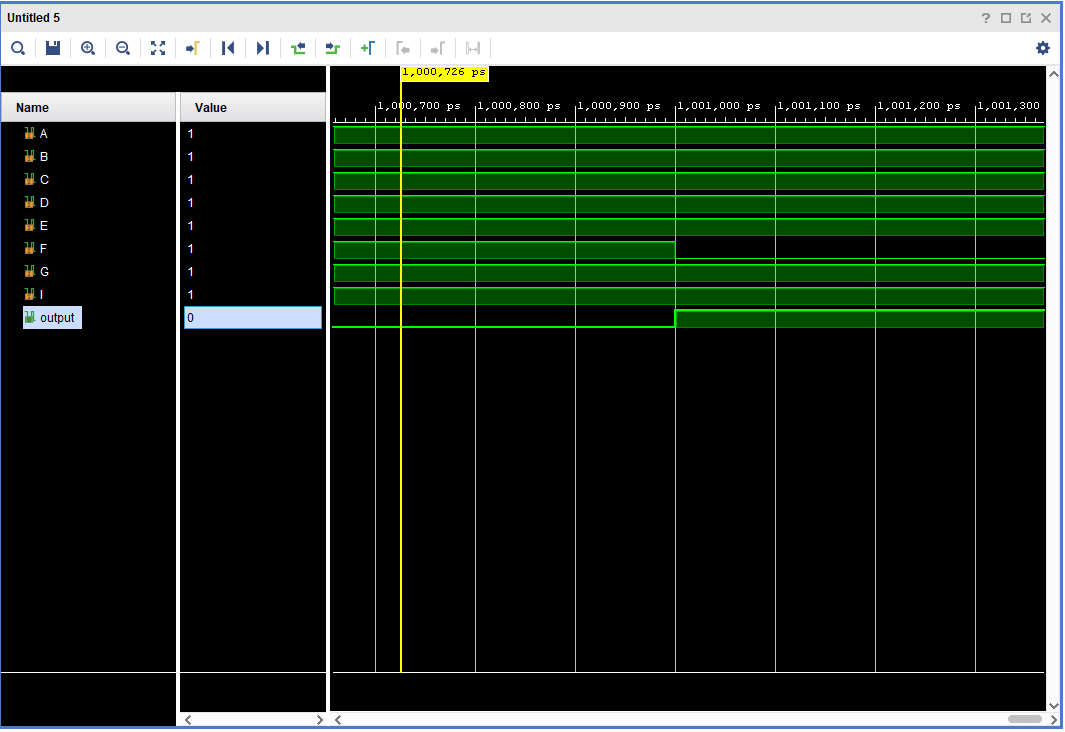 Untitled 5
?
1,000,726 ps
Name Value
1,000,700 ps 1,000,800 ps 1,000,900 ps 1,001,000 ps 1,001,100 ps 1,001,200 ps 1,001,300
A 1
B 1
C 1
D 1
E 1
F 1
G 1
I 1
output 0